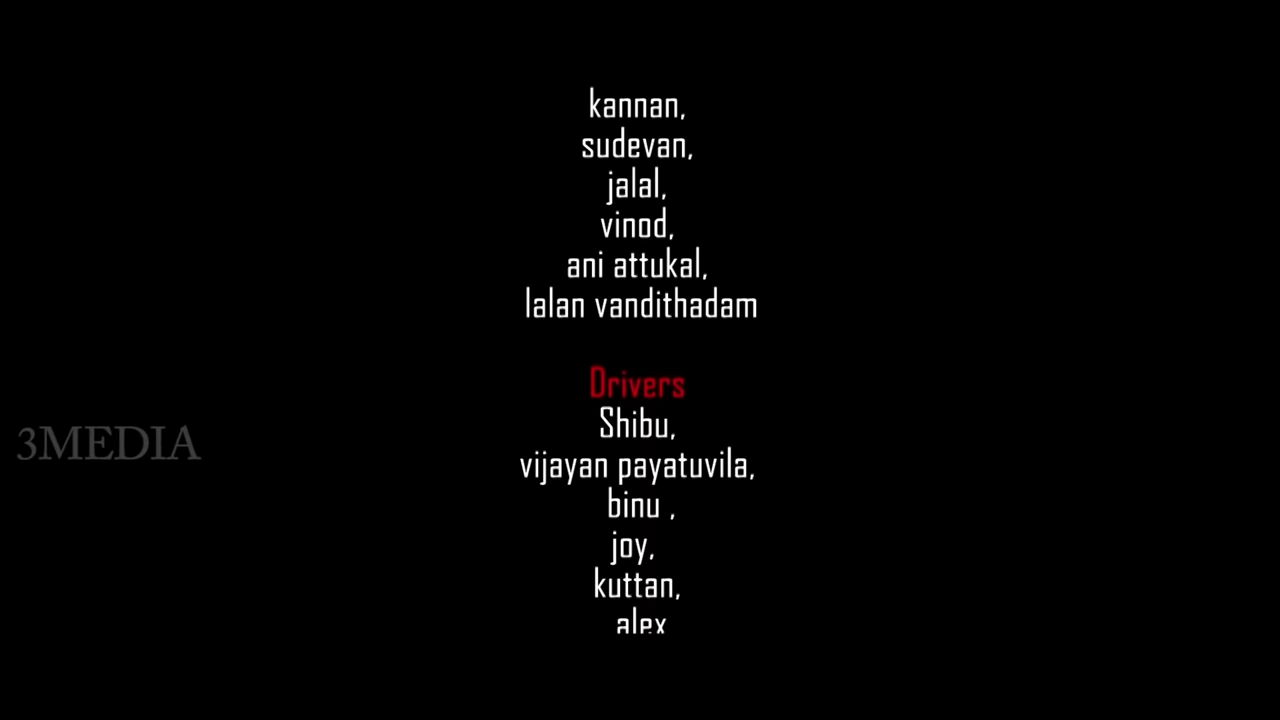 kannan,
sudevan,
jalal,
vinod,
ani attukal,
lalan vandithadam
Drivers
Shibu,
3MEDIA
vijayan payatuvila,
binu ,
joy,
kuttan,
alex